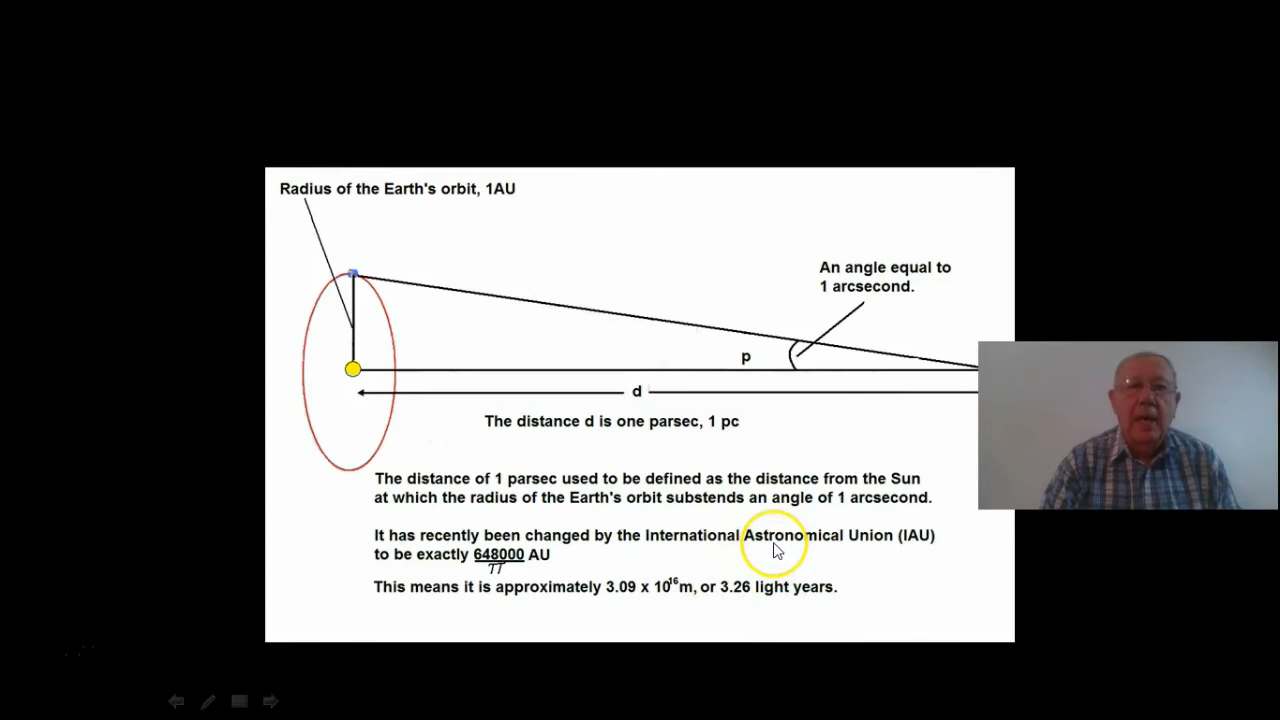 Radius of the Earth's orbit, 1AU
An angle equal to
1 arcsecond.
p
d
The distance d is one parsec, 1 pc
The distance of 1 parsec used to be defined as the distance from the Sun
at which the radius of the Earth's orbit substends an angle of 1 arcsecond.
It has recently been changed by the International Astronomical Union (IAU)
to be exactly 648000 AU
π
This means it is approximately 3.09 x 10¹⁶m, or 3.26 light years.